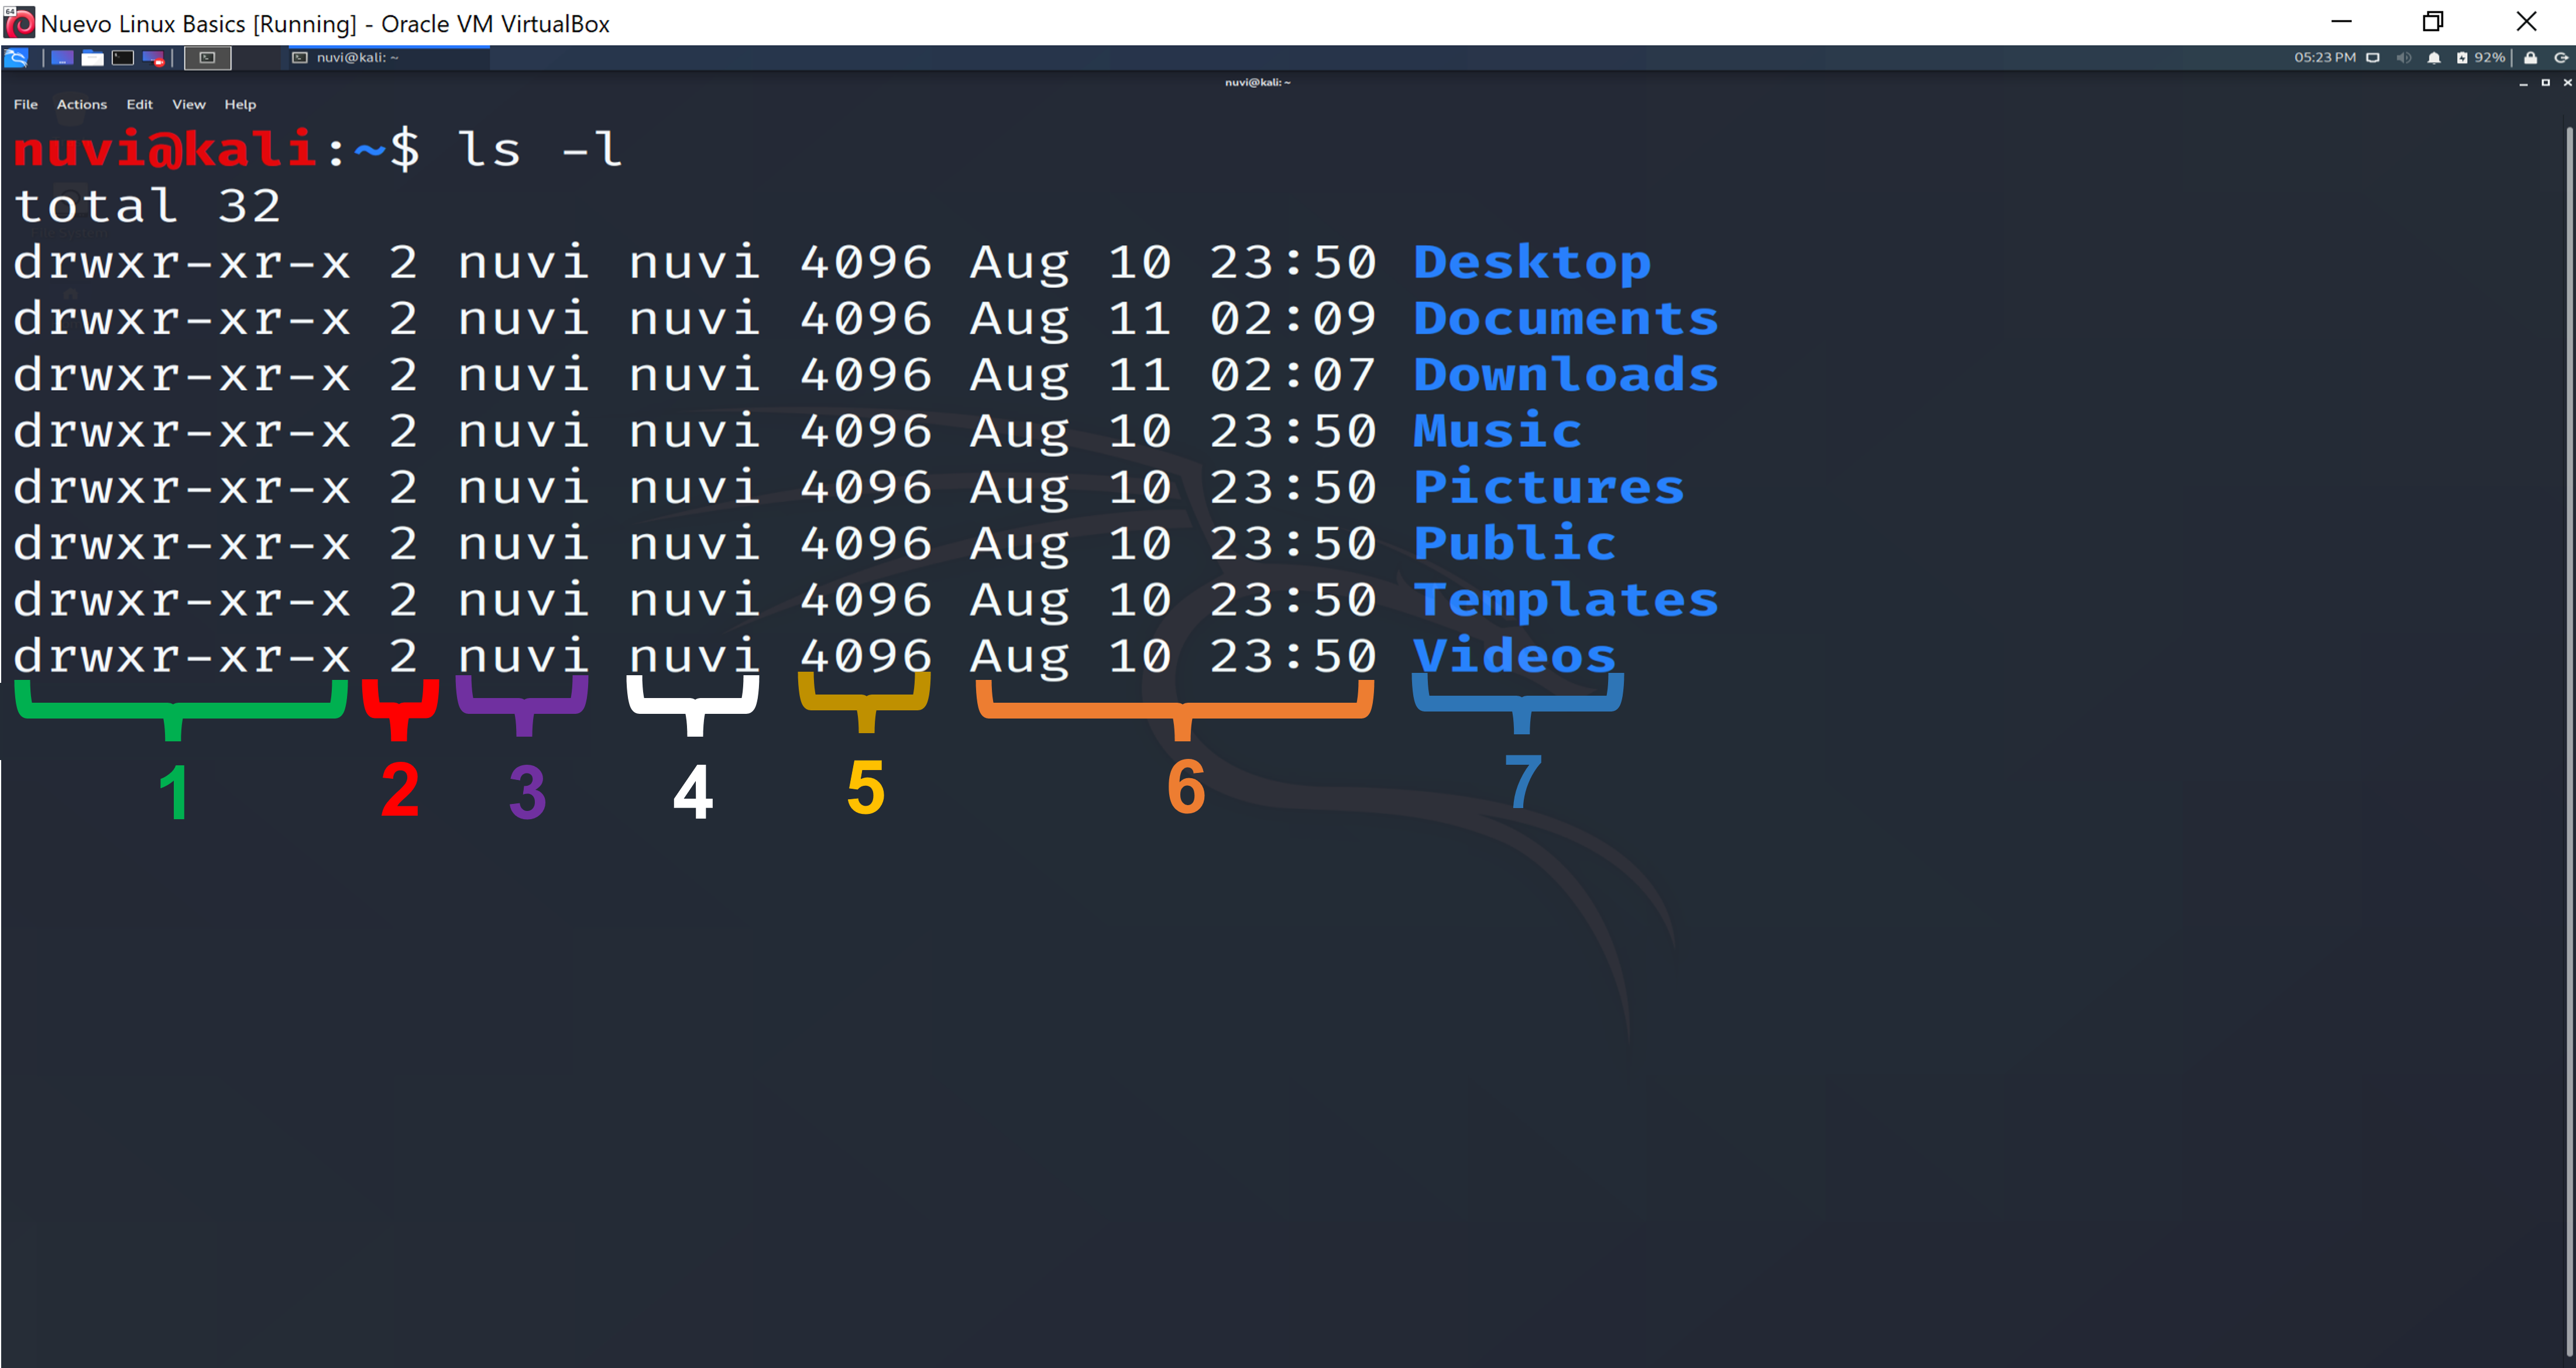 64
Nuevo Linux Basics [Running] - Oracle VM VirtualBox
nuvi@kali: ~
05:23 PM 92%
nuvi@kali:~
File Actions Edit View Help
nuvi@kali:~$ ls -l
total 32
drwxr-xr-x 2 nuvi nuvi 4096 Aug 10 23:50 Desktop
drwxr-xr-x 2 nuvi nuvi 4096 Aug 11 02:09 Documents
drwxr-xr-x 2 nuvi nuvi 4096 Aug 11 02:07 Downloads
drwxr-xr-x 2 nuvi nuvi 4096 Aug 10 23:50 Music
drwxr-xr-x 2 nuvi nuvi 4096 Aug 10 23:50 Pictures
drwxr-xr-x 2 nuvi nuvi 4096 Aug 10 23:50 Public
drwxr-xr-x 2 nuvi nuvi 4096 Aug 10 23:50 Templates
drwxr-xr-x 2 nuvi nuvi 4096 Aug 10 23:50 Videos
1 2 3 4 5 6 7